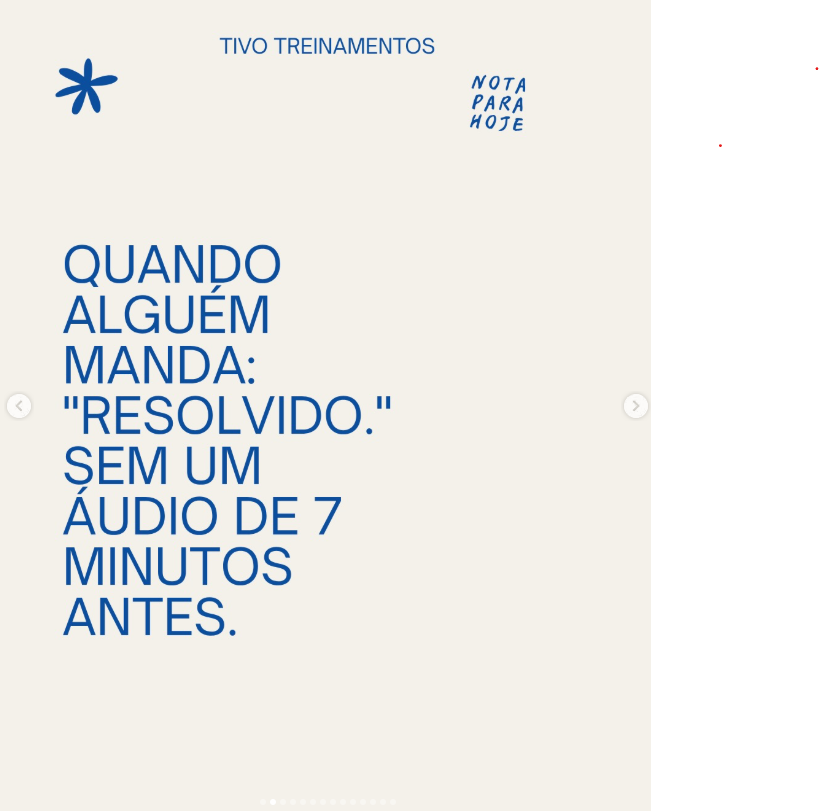 TIVO TREINAMENTOS
NOTA
PARA
HOJE
QUANDO
ALGUÉM
MANDA:
"RESOLVIDO."
SEM UM
ÁUDIO DE 7
MINUTOS
ANTES.